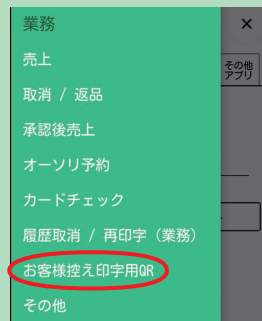 業務
×
売上
その他
アプリ
取消 / 返品
承認後売上
オーソリ予約
カードチェック
履歴取消 / 再印字（業務）
お客様控え印字用QR
その他